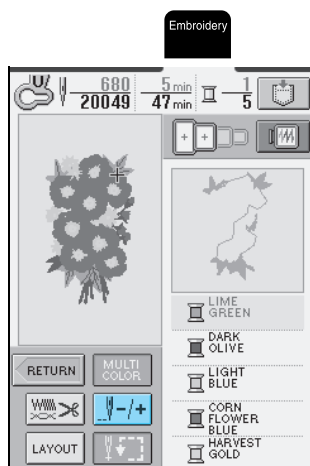 Embroidery
U
680 5 min 1
20049 47 min 5
LIME
GREEN
DARK
OLIVE
LIGHT
BLUE
CORN
FLOWER
BLUE
HARVEST
GOLD
RETURN
MULTI
COLOR
-/+
LAYOUT